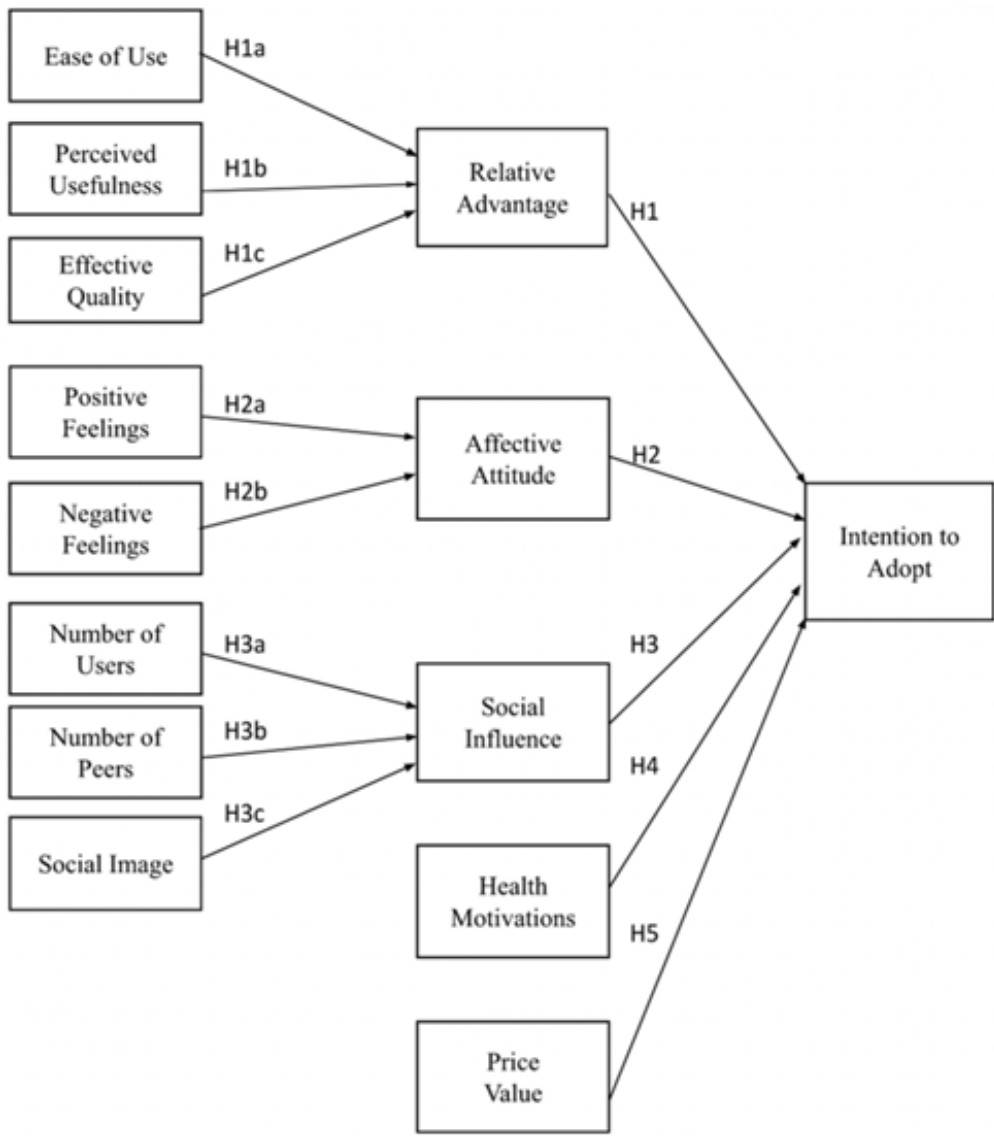 Ease of Use
H1a
Perceived
Usefulness
H1b
Effective
Quality
H1c
Relative
Advantage
H1
Positive
Feelings
H2a
Negative
Feelings
H2b
Affective
Attitude
H2
Intention to
Adopt
Number of
Users
H3a
Number of
Peers
H3b
Social Image
H3c
Social
Influence
H3
Health
Motivations
H4
Price
Value
H5